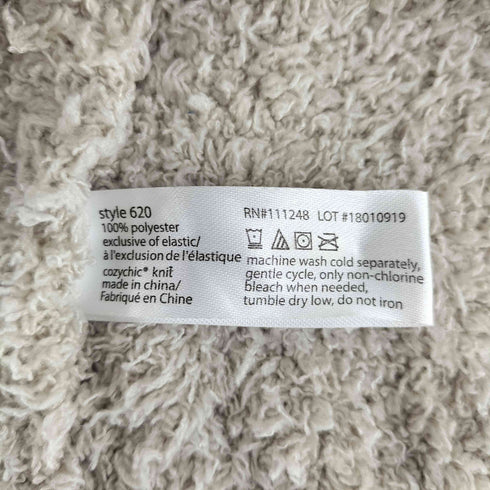 style 620
100% polyester
exclusive of elastic/
à l'exclusion de l'élastique
cozychic® knit
made in china/
Fabriqué en Chine
RN#111248 LOT #18010919
machine wash cold separately,
gentle cycle, only non-chlorine
bleach when needed,
tumble dry low, do not iron